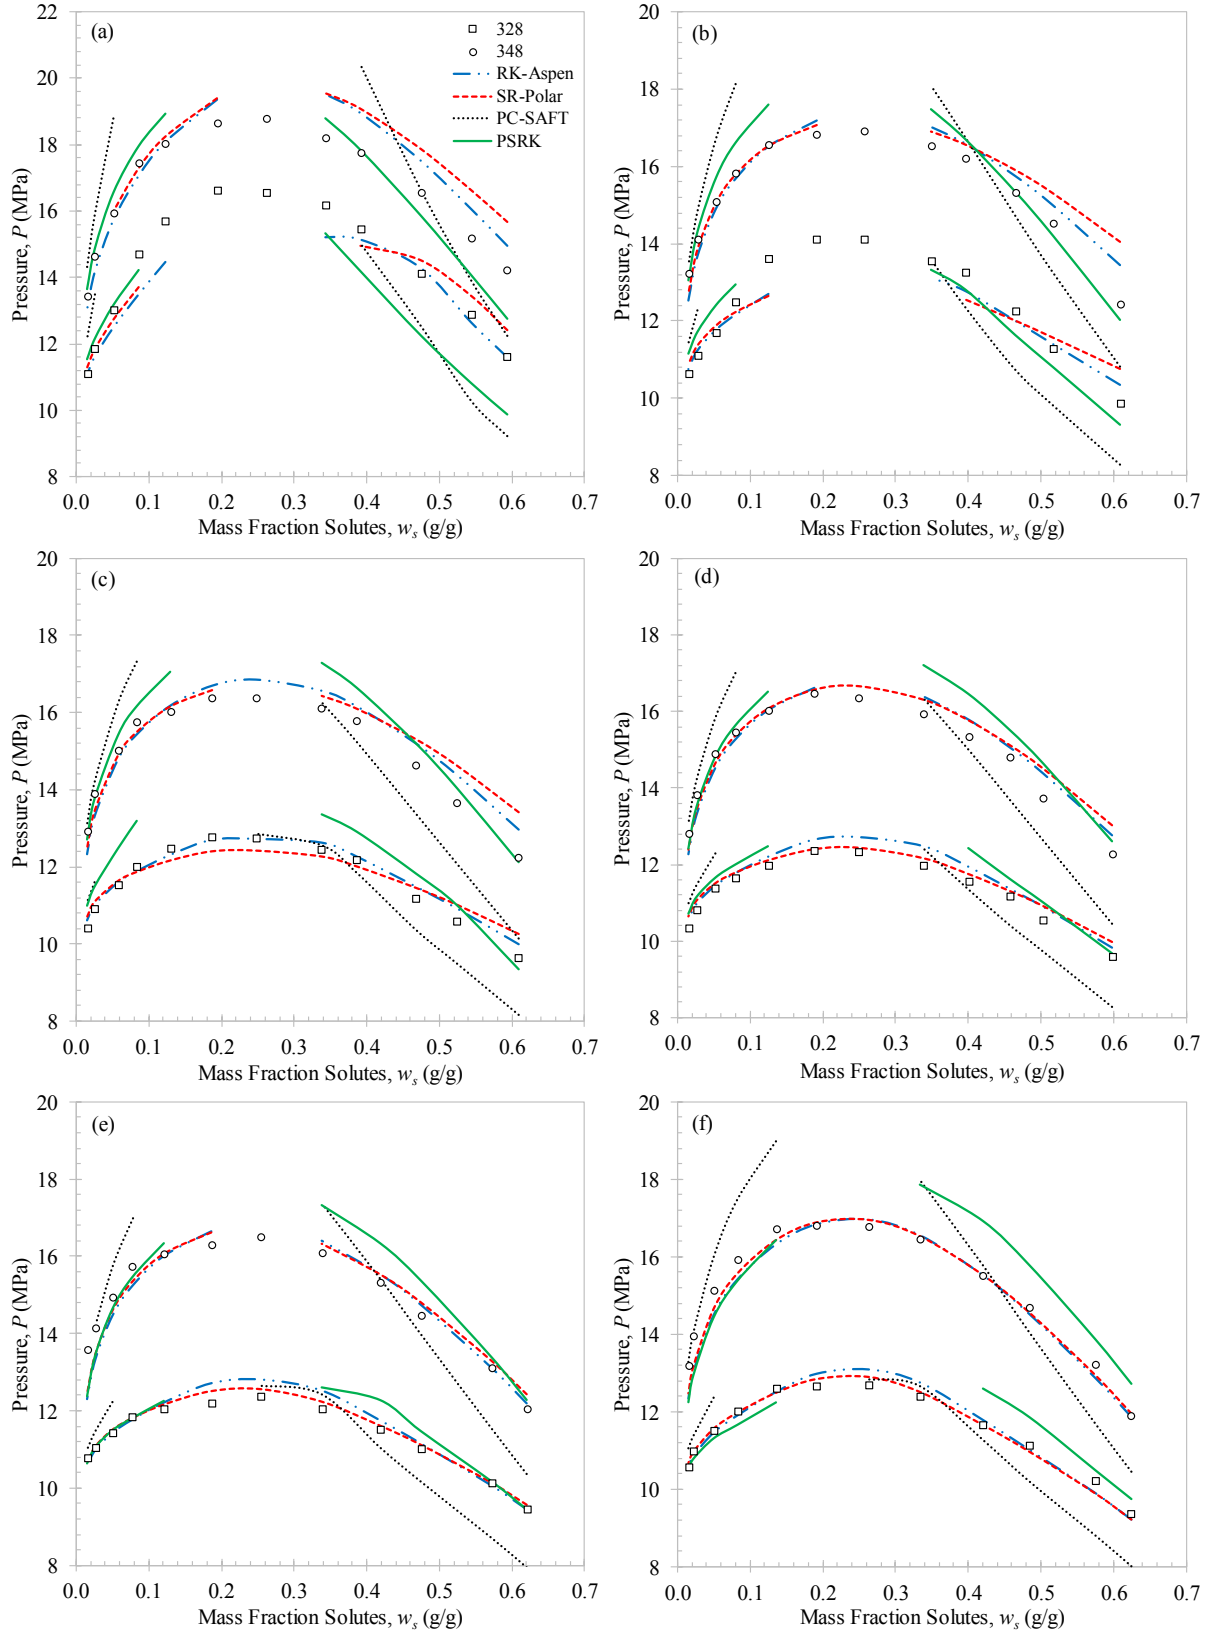 (a)
328
348
RK-Aspen
SR-Polar
PC-SAFT
PSRK
22
20
18
16
14
12
10
8
Pressure, P (MPa)
0.0 0.1 0.2 0.3 0.4 0.5 0.6 0.7
Mass Fraction Solutes, ws (g/g)
(b)
20
18
16
14
12
10
8
Pressure, P (MPa)
0.0 0.1 0.2 0.3 0.4 0.5 0.6 0.7
Mass Fraction Solutes, ws (g/g)
(c)
20
18
16
14
12
10
8
Pressure, P (MPa)
0.0 0.1 0.2 0.3 0.4 0.5 0.6 0.7
Mass Fraction Solutes, ws (g/g)
(d)
20
18
16
14
12
10
8
Pressure, P (MPa)
0.0 0.1 0.2 0.3 0.4 0.5 0.6 0.7
Mass Fraction Solutes, ws (g/g)
(e)
20
18
16
14
12
10
8
Pressure, P (MPa)
0.0 0.1 0.2 0.3 0.4 0.5 0.6 0.7
Mass Fraction Solutes, ws (g/g)
(f)
20
18
16
14
12
10
8
Pressure, P (MPa)
0.0 0.1 0.2 0.3 0.4 0.5 0.6 0.7
Mass Fraction Solutes, ws (g/g)